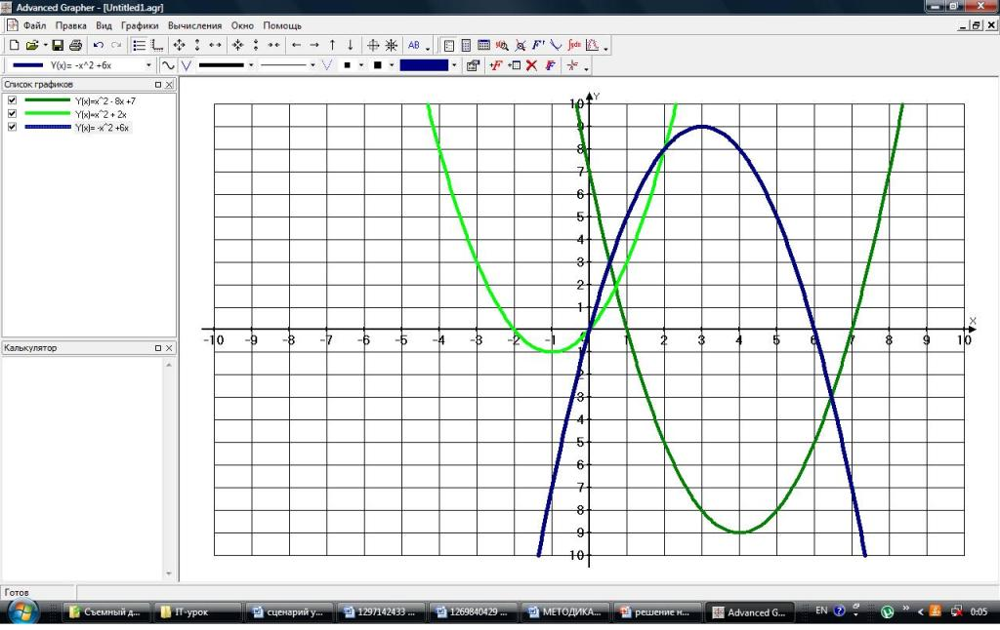 Advanced Grapher - [Untitled1.agr]
Файл Правка Вид Графики Вычисления Окно Помощь
AB
Y(x)= -x^2 +6x
Список графиков
Y(x)=x^2 - 8x +7
Y(x)=x^2 + 2x
Y(x)= -x^2 +6x
Калькулятор
Y
10
9
8
7
6
5
4
3
2
1
X
-10 -9 -8 -7 -6 -5 -4 -3 -2 -1 0 1 2 3 4 5 6 7 8 9 10
1
2
3
4
5
6
7
8
9
10
Готов
Съемный д... IT-урок сценарий у... 1297142433 ... 1269840429 ... МЕТОДИКА... решение н... Advanced G... EN 0:05